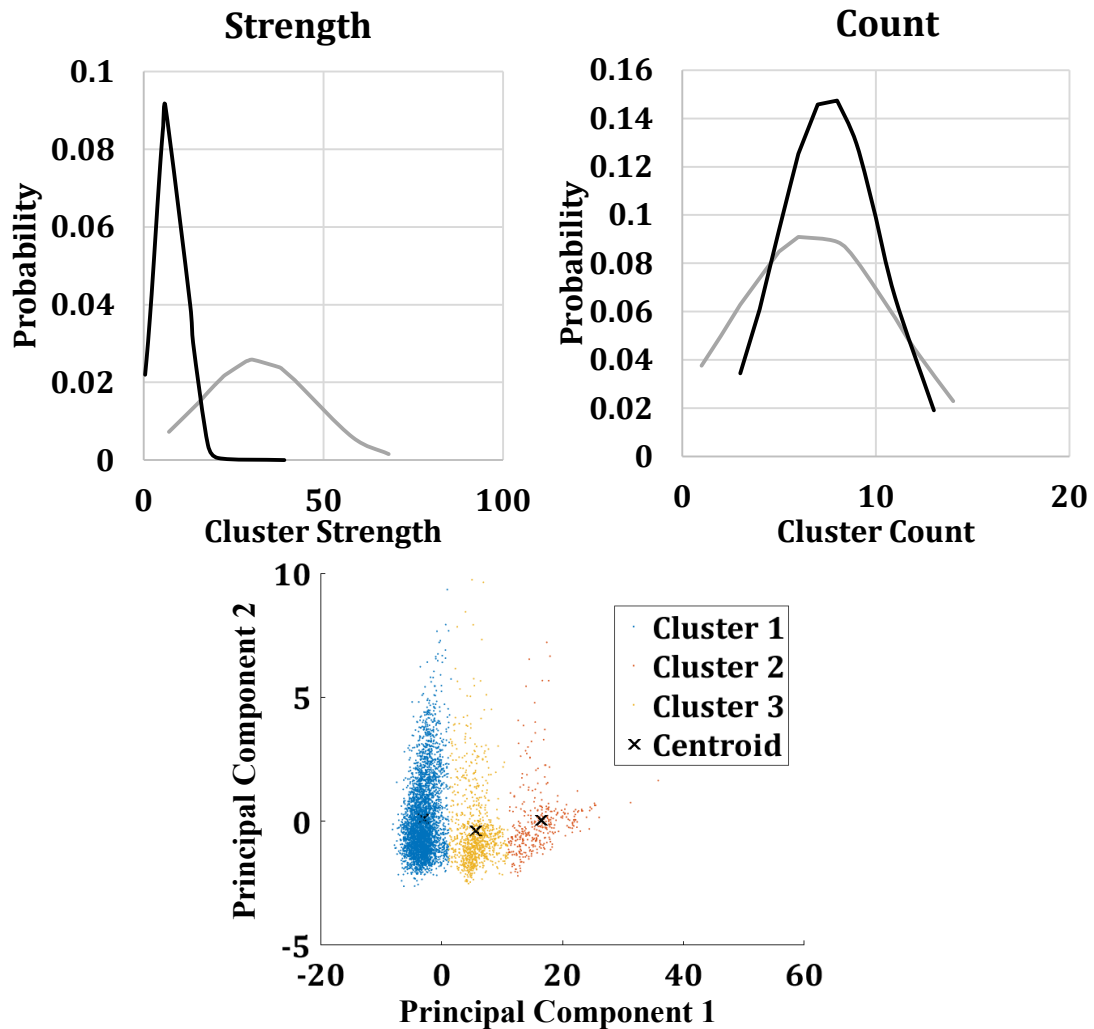 Strength
0.1
0.08
0.06
0.04
0.02
0
Probability
0 50 100
Cluster Strength
Count
0.16
0.14
0.12
0.1
0.08
0.06
0.04
0.02
0
Probability
0 10 20
Cluster Count
10
5
0
-5
Principal Component 2
-20 0 20 40 60
Principal Component 1
Cluster 1
Cluster 2
Cluster 3
Centroid